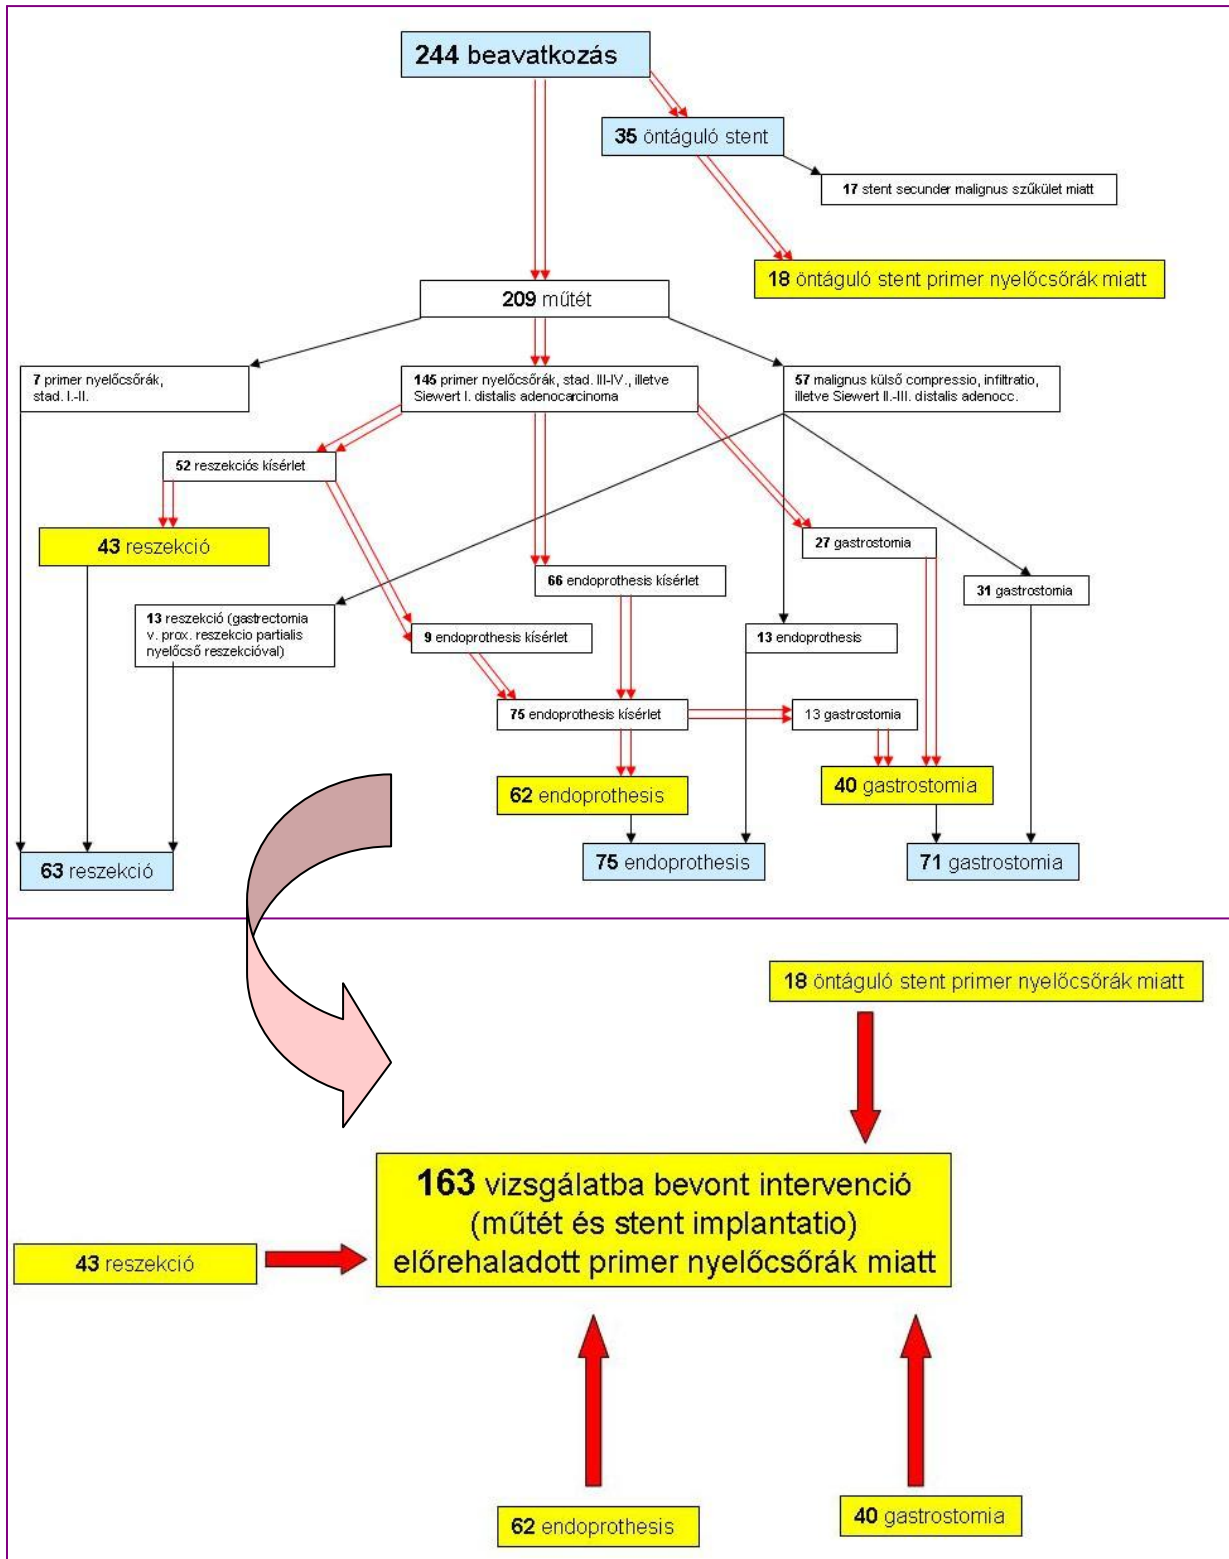 244 beavatkozás
35 öntáguló stent
17 stent secunder malignus szűkület miatt
18 öntáguló stent primer nyelőcsőrák miatt
209 műtét
7 primer nyelőcsőrák,
stad. I.-II.
145 primer nyelőcsőrák, stad. III-IV., illetve
Siewert I. distalis adenocarcinoma
57 malignus külső compressio, infiltratio,
illetve Siewert II.-III. distalis adenocc.
52 reszekciós kísérlet
43 reszekció
27 gastrostomia
66 endoprothesis kísérlet
31 gastrostomia
13 reszekció (gastrectomia
v. prox. reszekcio partialis
nyelőcső reszekcióval)
9 endoprothesis kísérlet
13 endoprothesis
75 endoprothesis kísérlet
13 gastrostomia
62 endoprothesis
40 gastrostomia
63 reszekció
75 endoprothesis
71 gastrostomia
18 öntáguló stent primer nyelőcsőrák miatt
163 vizsgálatba bevont intervenció
(műtét és stent implantatio)
előrehaladott primer nyelőcsőrák miatt
43 reszekció
62 endoprothesis
40 gastrostomia